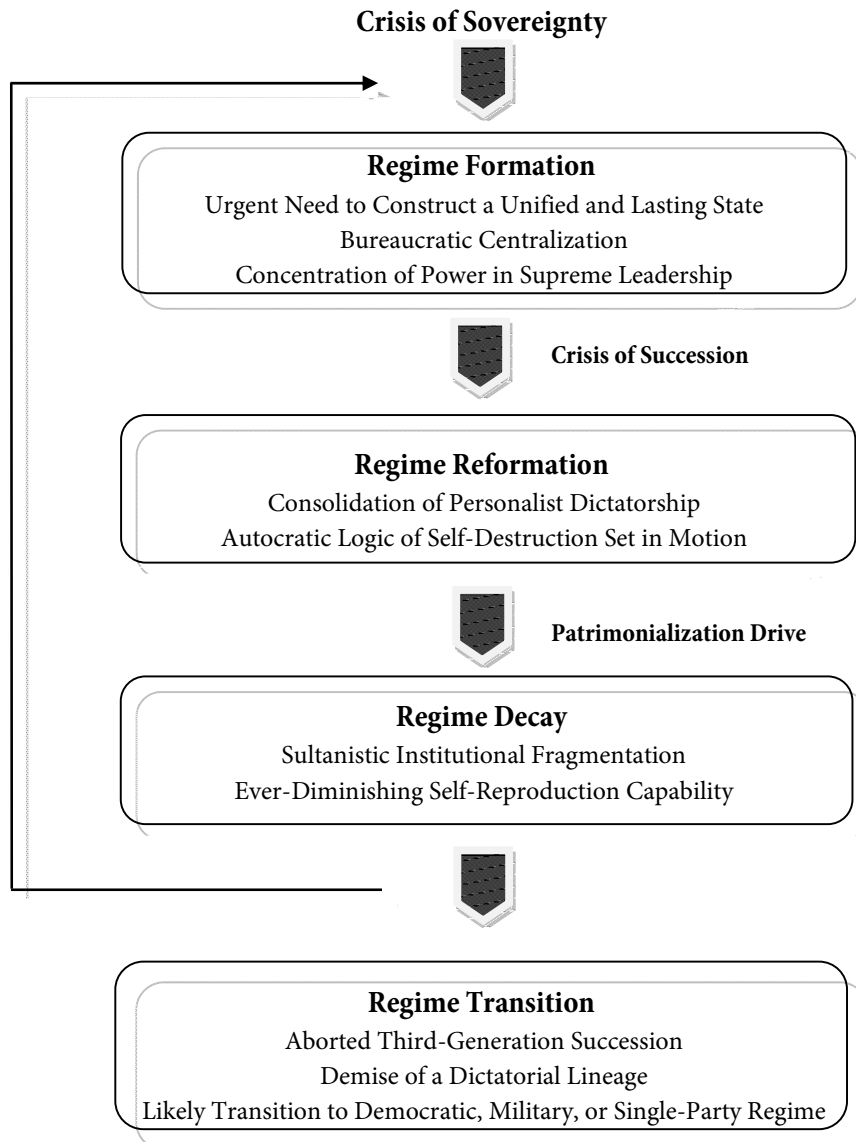 Crisis of Sovereignty
Regime Formation
Urgent Need to Construct a Unified and Lasting State
Bureaucratic Centralization
Concentration of Power in Supreme Leadership
Crisis of Succession
Regime Reformation
Consolidation of Personalist Dictatorship
Autocratic Logic of Self-Destruction Set in Motion
Patrimonialization Drive
Regime Decay
Sultanistic Institutional Fragmentation
Ever-Diminishing Self-Reproduction Capability
Regime Transition
Aborted Third-Generation Succession
Demise of a Dictatorial Lineage
Likely Transition to Democratic, Military, or Single-Party Regime